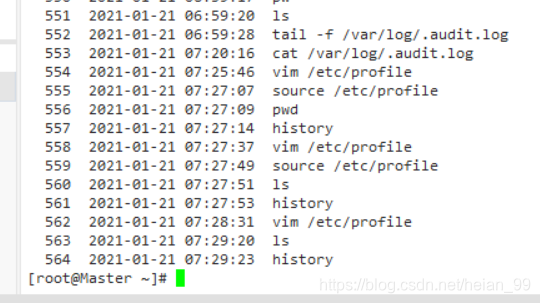 551 2021-01-21 06:59:20 ls
552 2021-01-21 06:59:28 tail -f /var/log/.audit.log
553 2021-01-21 07:20:16 cat /var/log/.audit.log
554 2021-01-21 07:25:46 vim /etc/profile
555 2021-01-21 07:27:07 source /etc/profile
556 2021-01-21 07:27:09 pwd
557 2021-01-21 07:27:14 history
558 2021-01-21 07:27:37 vim /etc/profile
559 2021-01-21 07:27:49 source /etc/profile
560 2021-01-21 07:27:51 ls
561 2021-01-21 07:27:53 history
562 2021-01-21 07:28:31 vim /etc/profile
563 2021-01-21 07:29:20 ls
564 2021-01-21 07:29:23 history
[root@Master ~]#
https://blog.csdn.net/heian_99